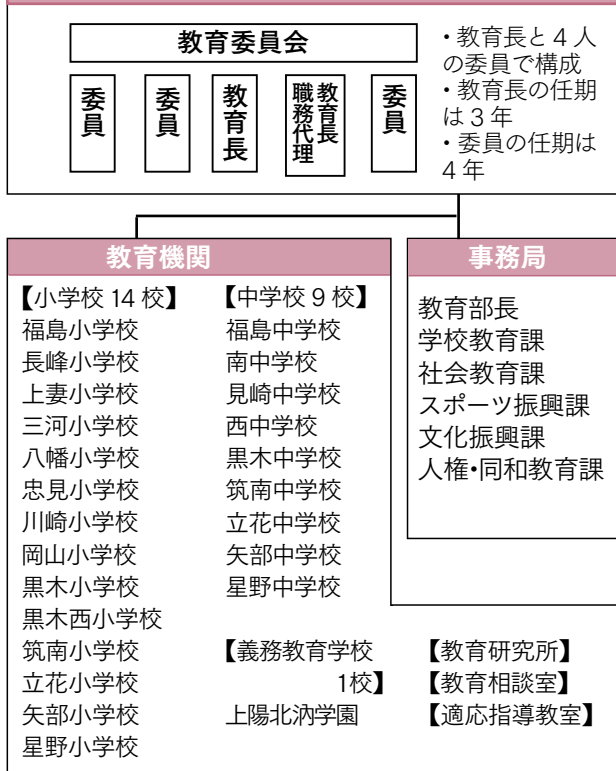 教育委員会
委員
委員
教育長
教育長
職務代理
委員
・教育長と4人
の委員で構成
・教育長の任期
は3年
・委員の任期は
4年
教育機関
【小学校 14 校】
福島小学校
長峰小学校
上妻小学校
三河小学校
八幡小学校
忠見小学校
川崎小学校
岡山小学校
黒木小学校
黒木西小学校
筑南小学校
立花小学校
矢部小学校
星野小学校
【中学校 9 校】
福島中学校
南中学校
見崎中学校
西中学校
黒木中学校
筑南中学校
立花中学校
矢部中学校
星野中学校
【義務教育学校
1校】
上陽北汭学園
【教育研究所】
【教育相談室】
【適応指導教室】
事務局
教育部長
学校教育課
社会教育課
スポーツ振興課
文化振興課
人権・同和教育課